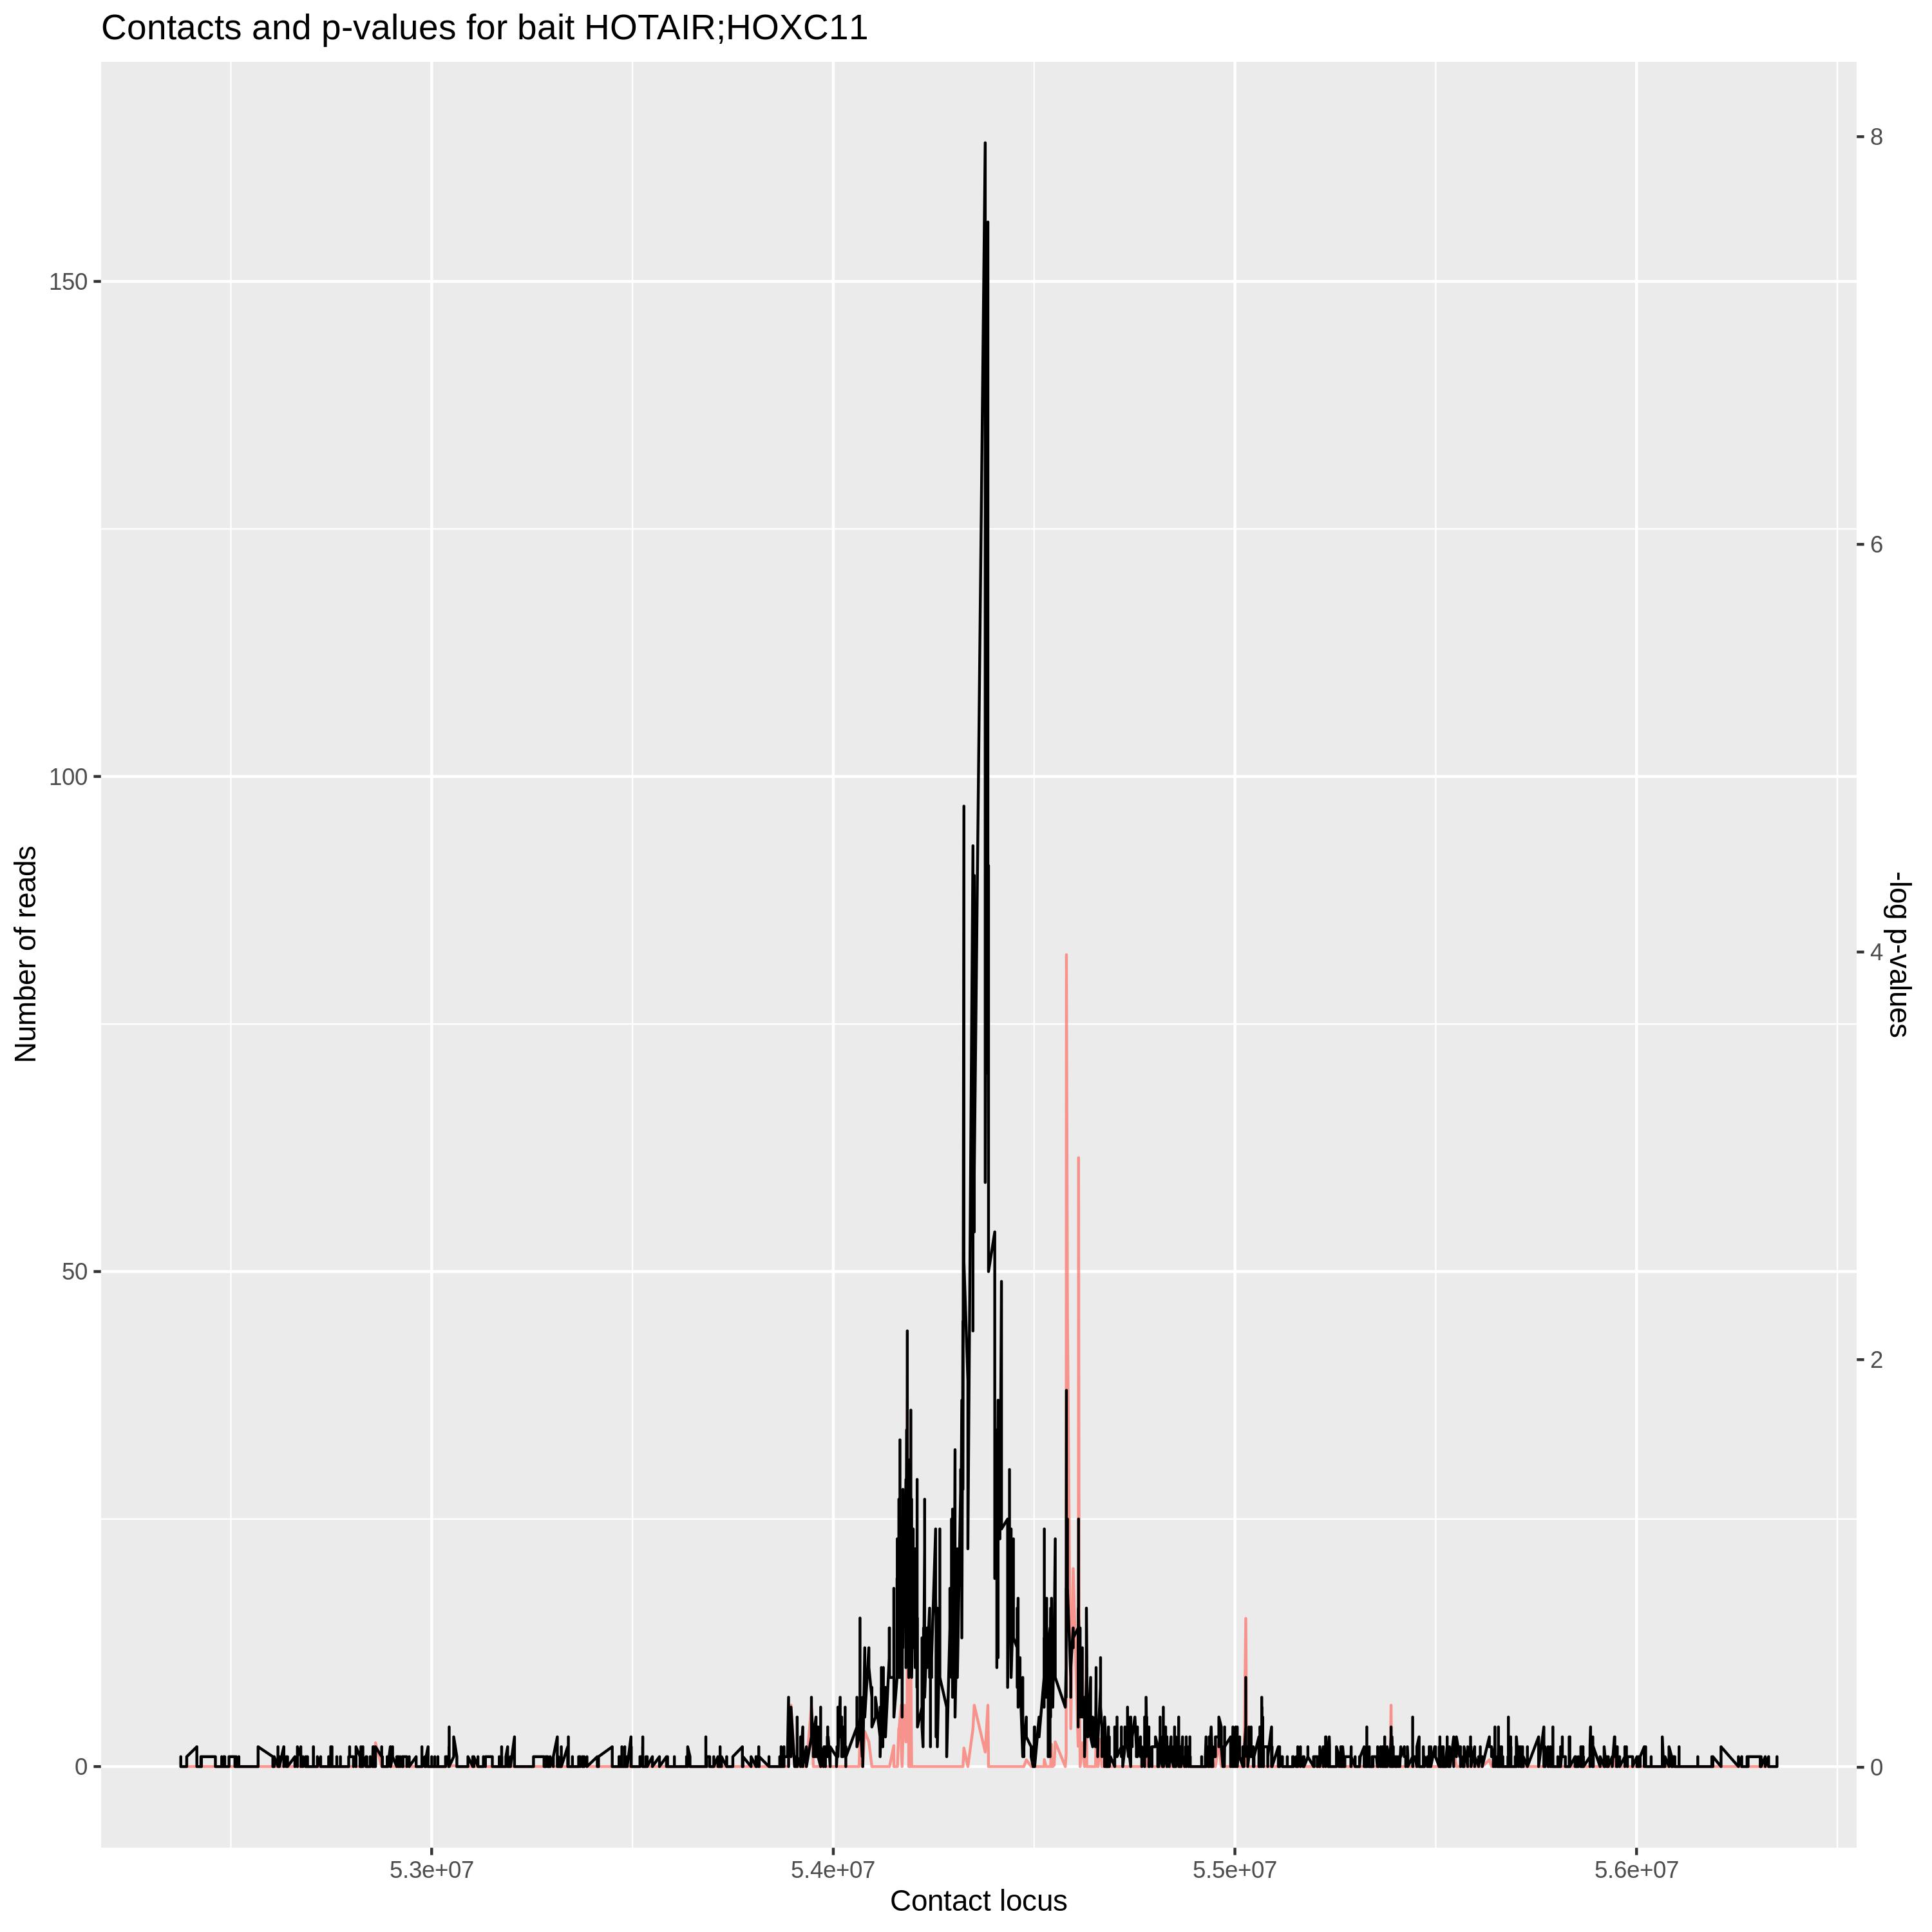 Contacts and p-values for bait HOTAIR;HOXC11
Number of reads
150
100
50
0
8
6
4
2
0
-log p-values
5.3e+07
5.4e+07
5.5e+07
5.6e+07
Contact locus